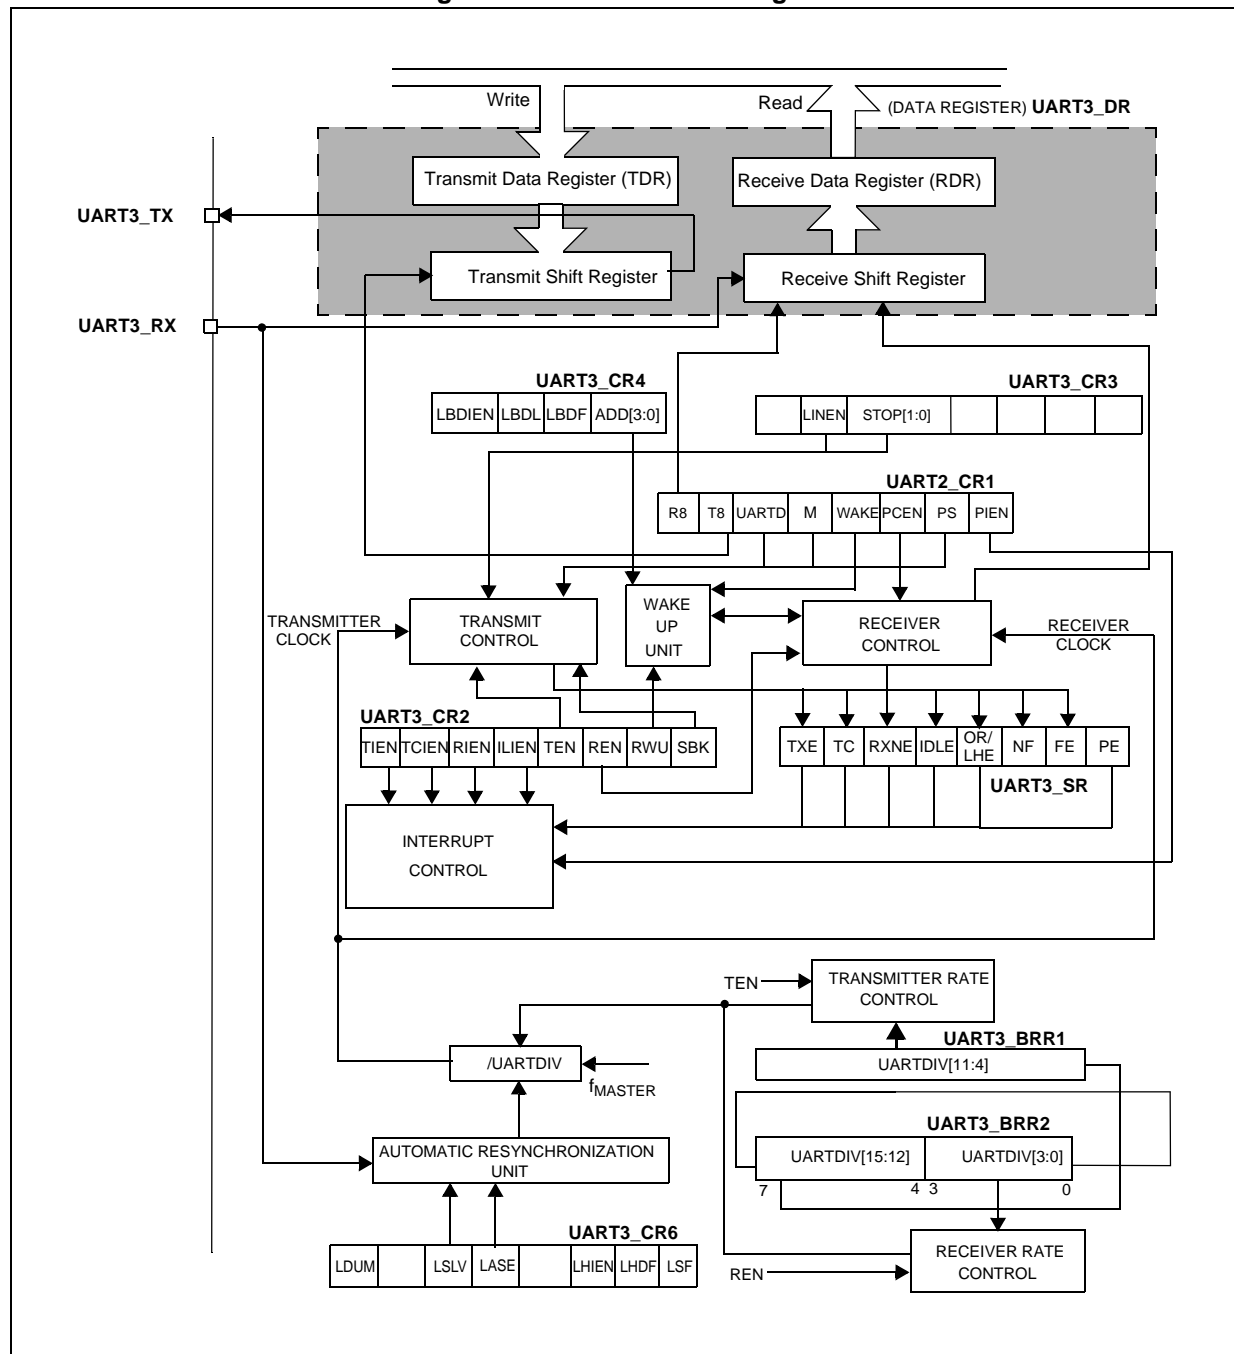 Write
Read
(DATA REGISTER) UART3_DR
Transmit Data Register (TDR)
Receive Data Register (RDR)
UART3_TX
Transmit Shift Register
Receive Shift Register
UART3_RX
UART3_CR4
UART3_CR3
LBDIEN LBDL LBDF ADD[3:0]
LINEN STOP[1:0]
UART2_CR1
R8 T8 UARTD M WAKE PCEN PS PIEN
TRANSMITTER
CLOCK
TRANSMIT
CONTROL
WAKE
UP
UNIT
RECEIVER
CONTROL
RECEIVER
CLOCK
UART3_CR2
TIEN TCIEN RIEN ILIEN TEN REN RWU SBK
TXE TC RXNE IDLE OR/
LHE NF FE PE
UART3_SR
INTERRUPT
CONTROL
TEN
TRANSMITTER RATE
CONTROL
UART3_BRR1
UARTDIV[11:4]
/UARTDIV
fMASTER
UART3_BRR2
UARTDIV[15:12] UARTDIV[3:0]
7 4 3 0
AUTOMATIC RESYNCHRONIZATION
UNIT
UART3_CR6
LDUM LSLV LASE LHIEN LHDF LSF
REN
RECEIVER RATE
CONTROL